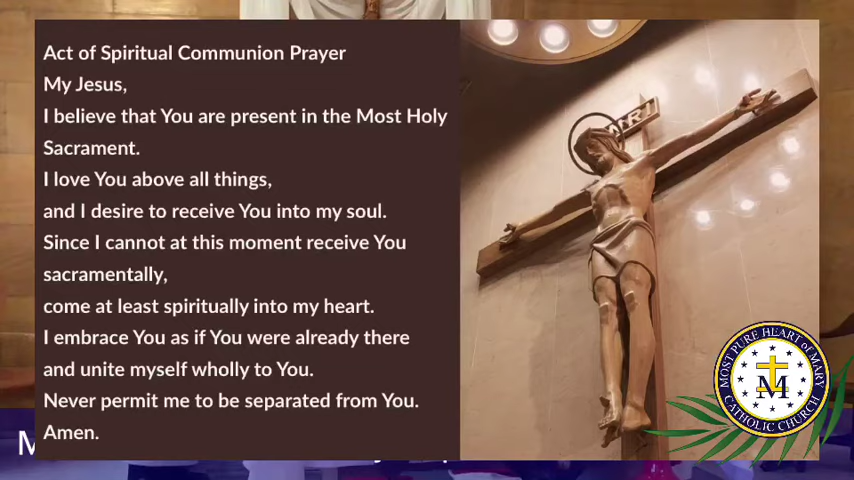 Act of Spiritual Communion Prayer
My Jesus,
I believe that You are present in the Most Holy
Sacrament.
I love You above all things,
and I desire to receive You into my soul.
Since I cannot at this moment receive You
sacramentally,
come at least spiritually into my heart.
I embrace You as if You were already there
and unite myself wholly to You.
Never permit me to be separated from You.
Amen.
INRI
MOST PURE HEART of MARY
M
CATHOLIC CHURCH